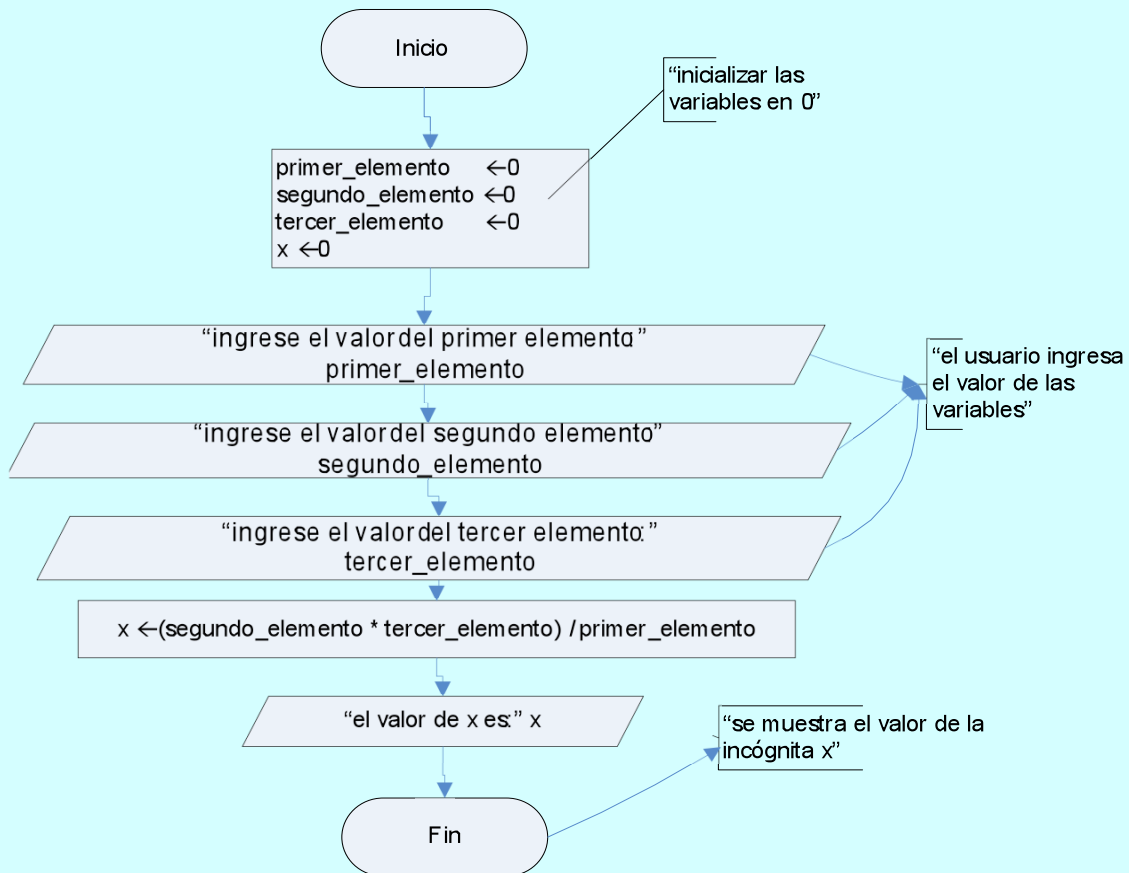 Inicio
“inicializar las
variables en 0”
primer_elemento ←0
segundo_elemento ←0
tercer_elemento ←0
x ←0
“ingrese el valor del primer elemento:”
primer_elemento
“el usuario ingresa
el valor de las
variables”
“ingrese el valor del segundo elemento”
segundo_elemento
“ingrese el valor del tercer elemento:”
tercer_elemento
x ←(segundo_elemento * tercer_elemento) /primer_elemento
“el valor de x es:” x
“se muestra el valor de la
incógnita x”
Fin